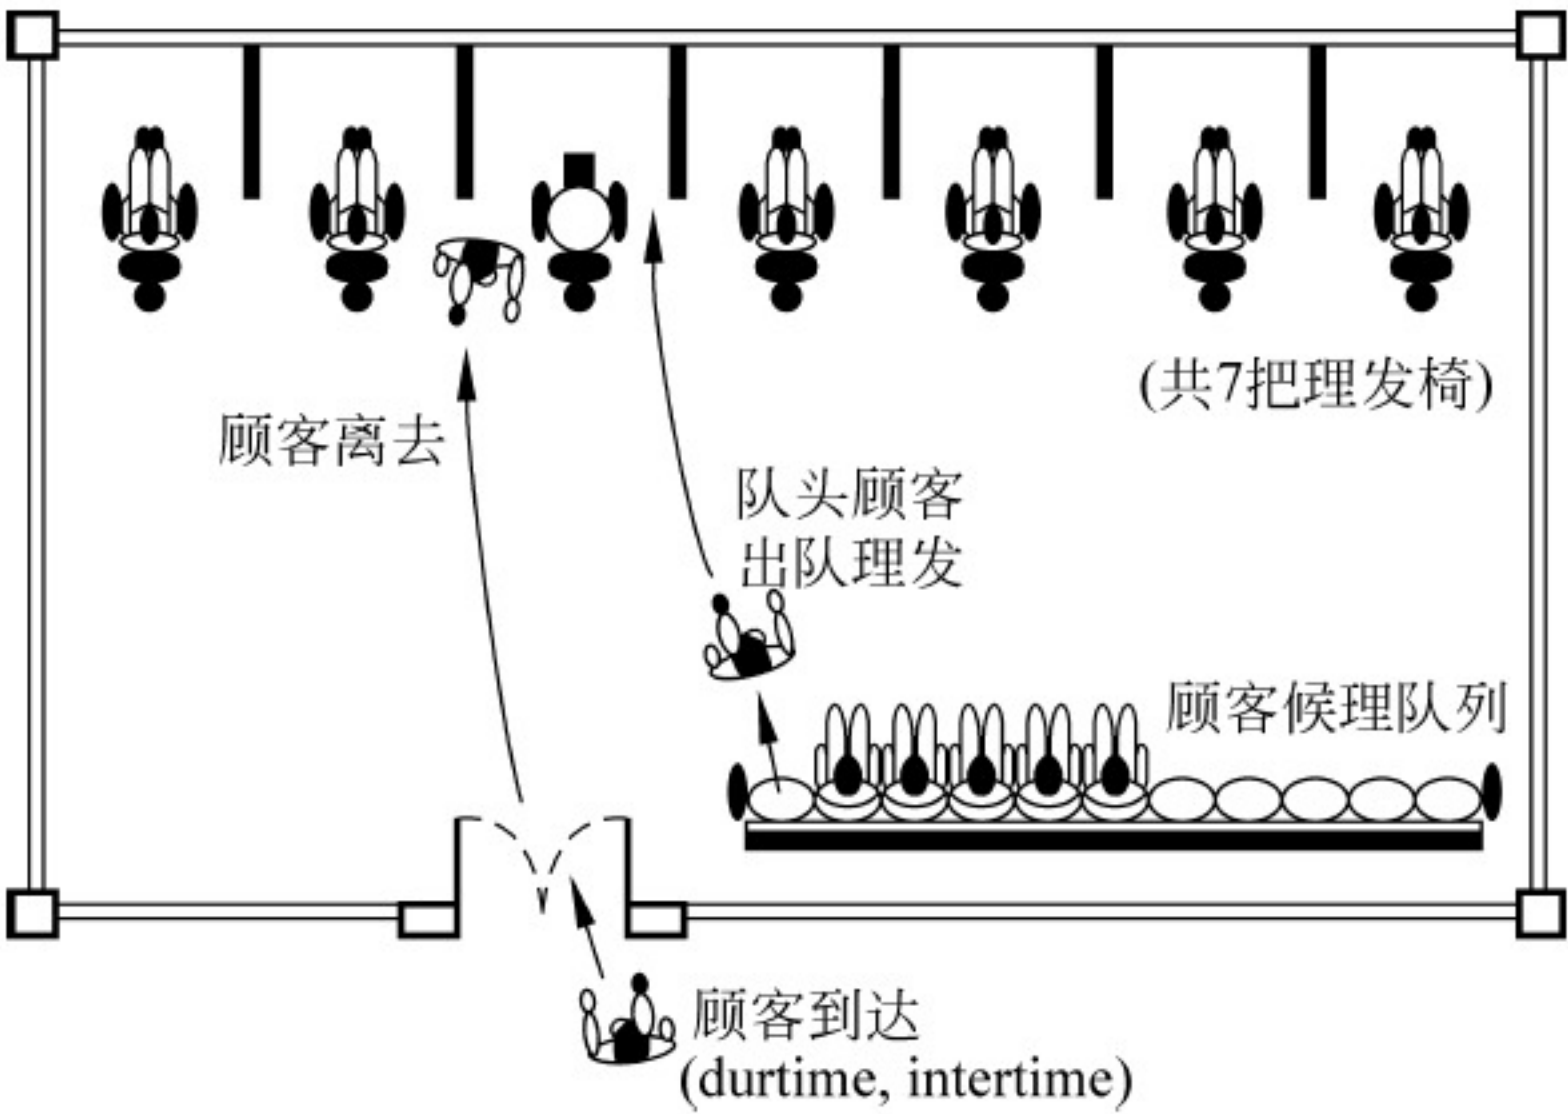 (共7把理发椅)
顾客离去
队头顾客
出队理发
顾客候理队列
顾客到达
(durtime, intertime)